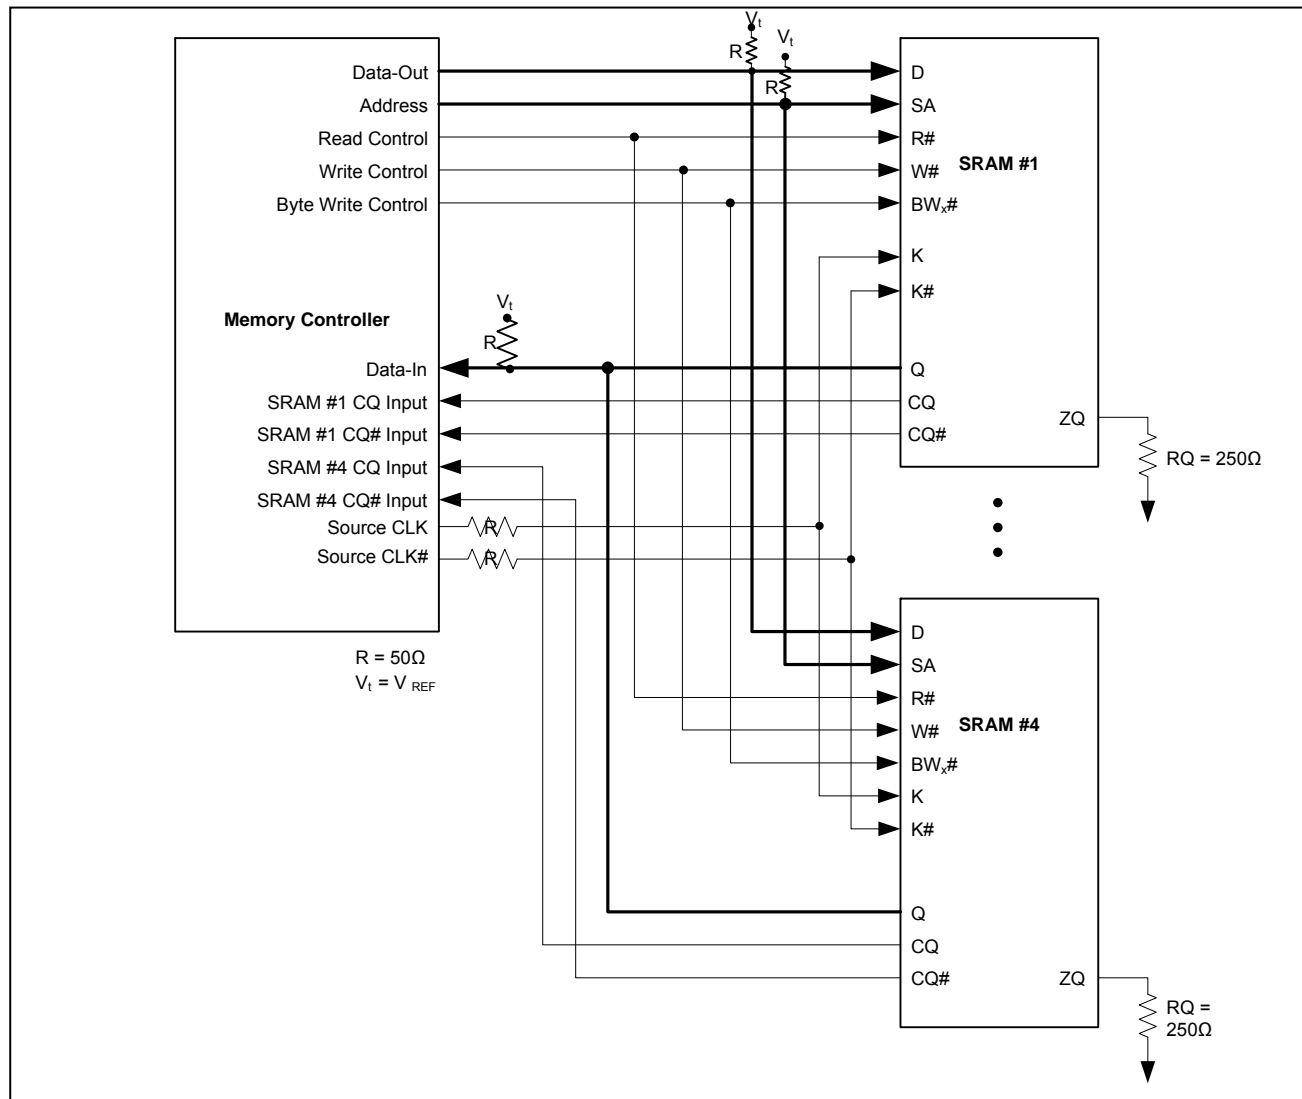 Vt
R
Vt
R
Data-Out
Address
Read Control
Write Control
Byte Write Control
Memory Controller
Data-In
SRAM #1 CQ Input
SRAM #1 CQ# Input
SRAM #4 CQ Input
SRAM #4 CQ# Input
Source CLK
Source CLK#
R = 50Ω
Vt = V REF
Vt
R
R
R
D
SA
R#
SRAM #1
W#
BWx#
K
K#
Q
CQ
CQ#
ZQ
RQ = 250Ω
D
SA
R#
SRAM #4
W#
BWx#
K
K#
Q
CQ
CQ#
ZQ
RQ =
250Ω